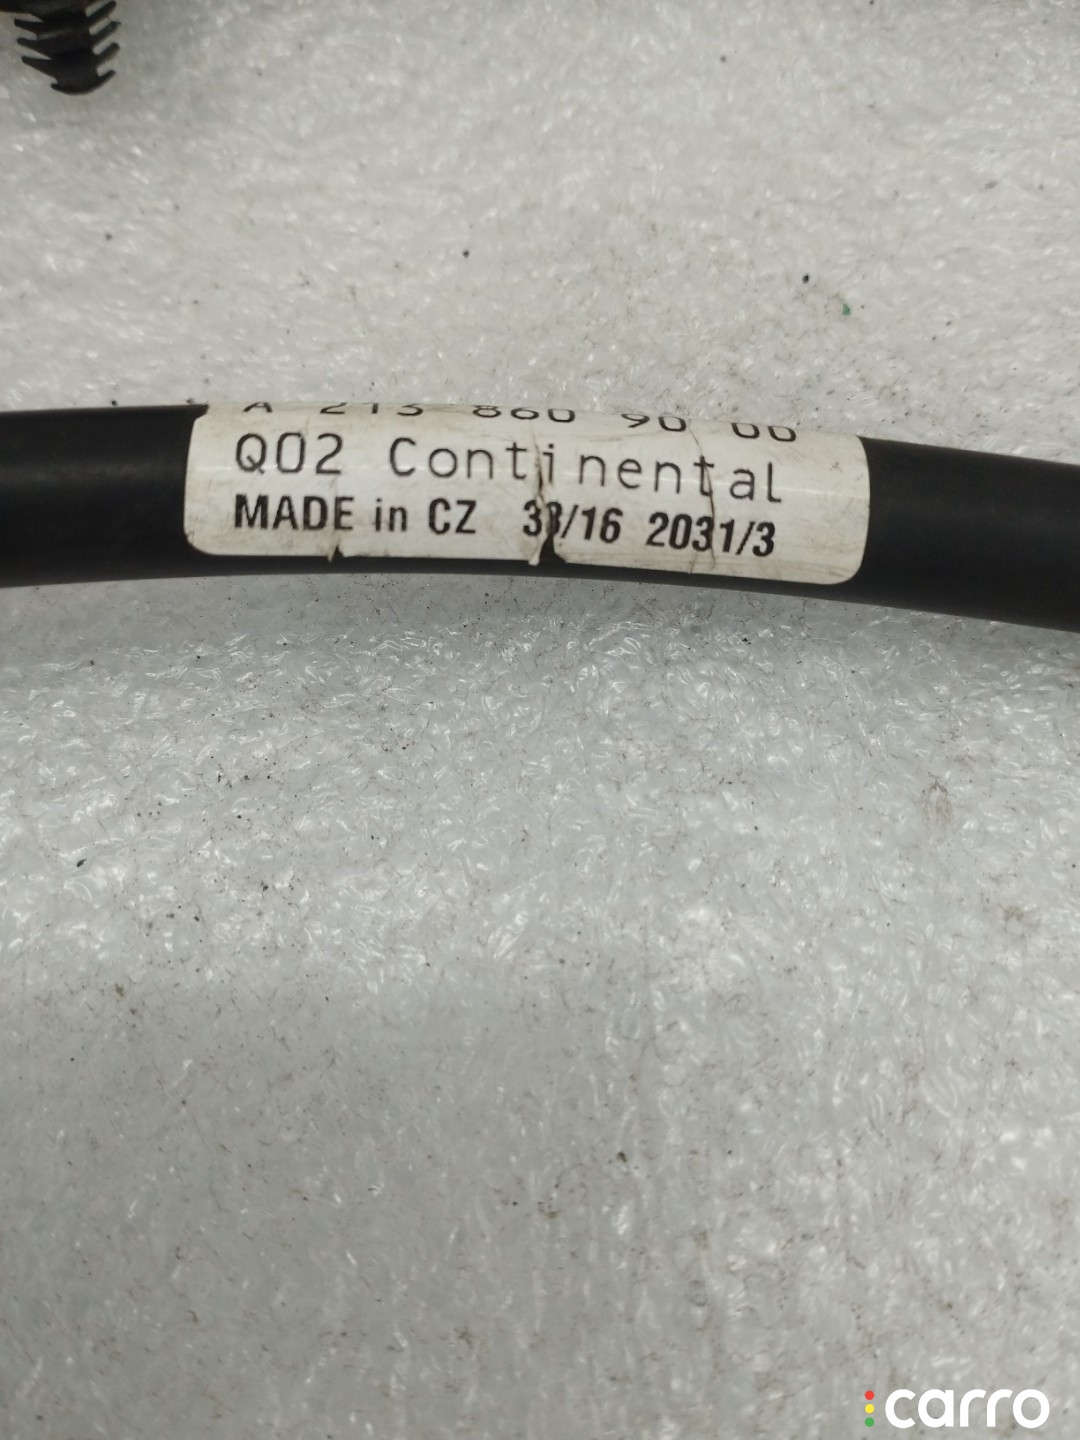 A 213 860 90 00
Q02 Continental
MADE in CZ 33/16 2031/3
carro